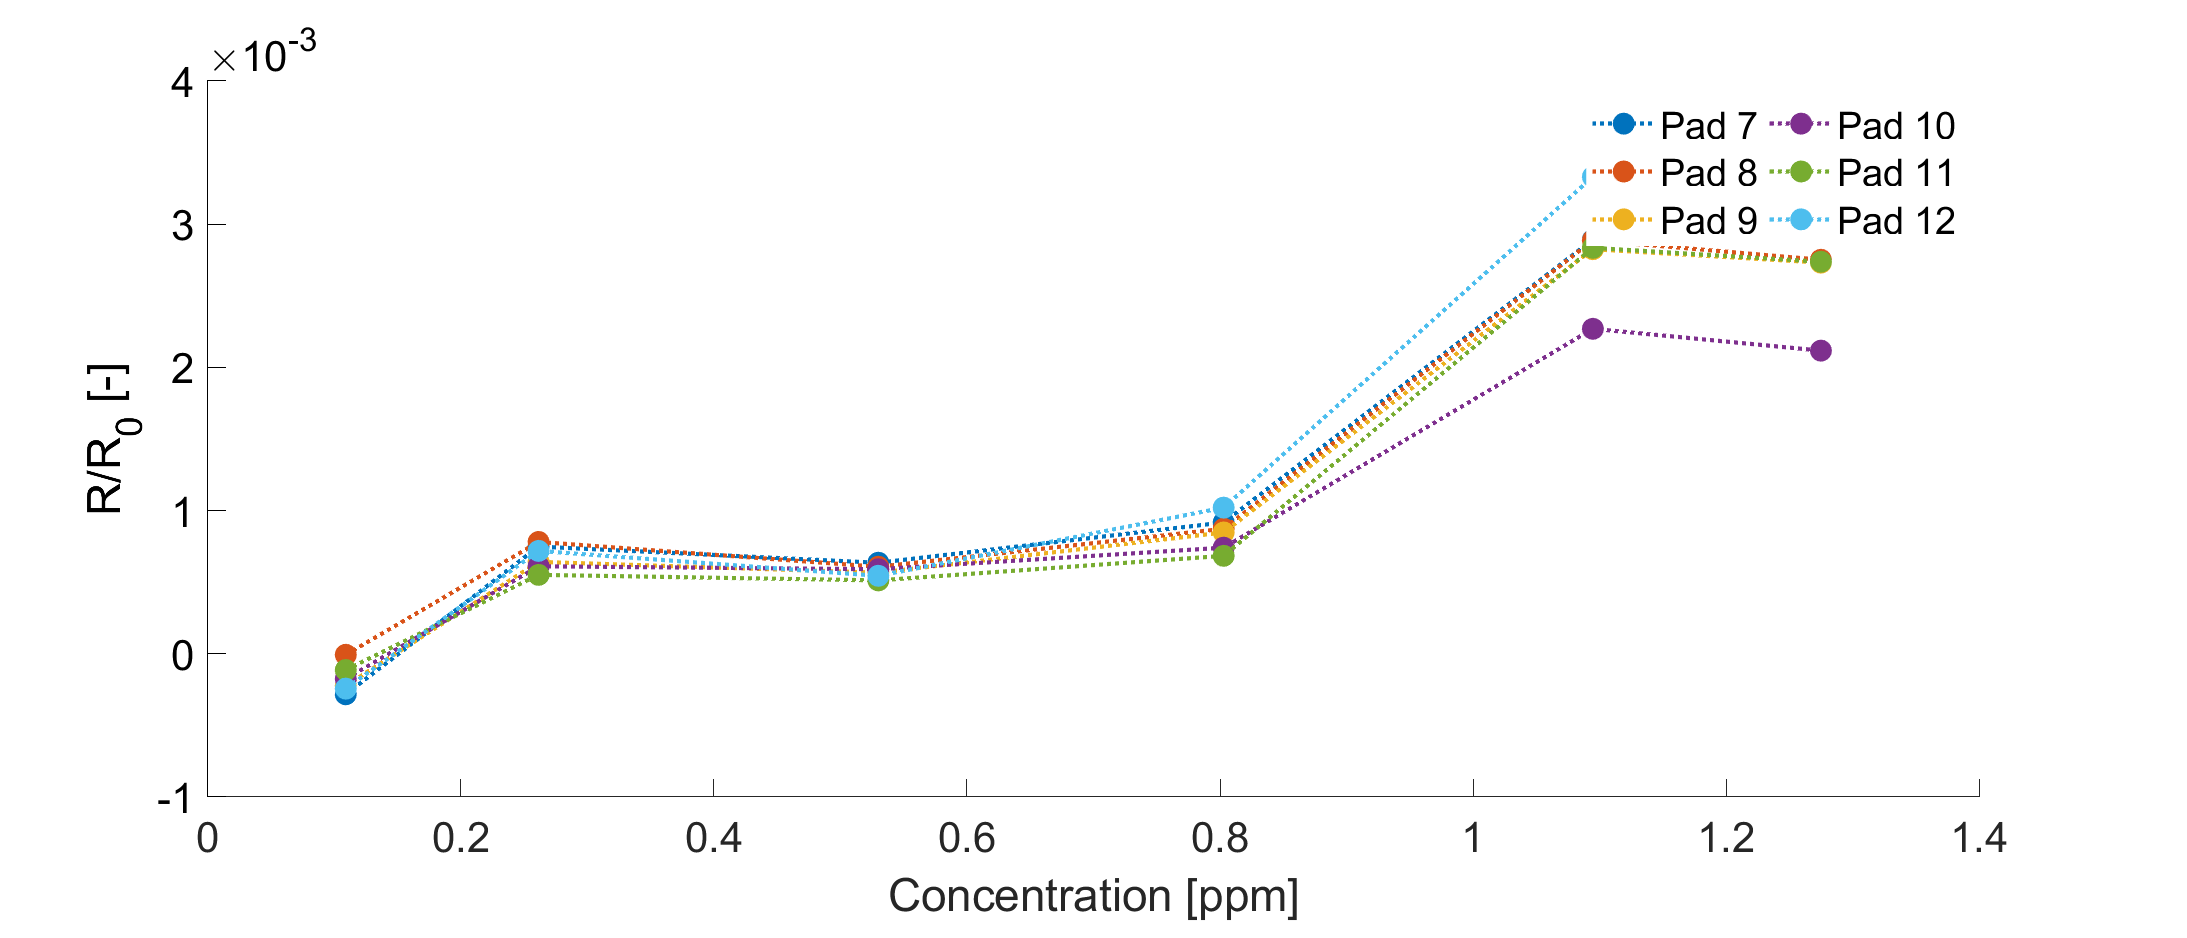 ×10-3
4
3
2
1
0
-1
R/R0 [-]
0 0.2 0.4 0.6 0.8 1 1.2 1.4
Concentration [ppm]
Pad 7 Pad 10
Pad 8 Pad 11
Pad 9 Pad 12